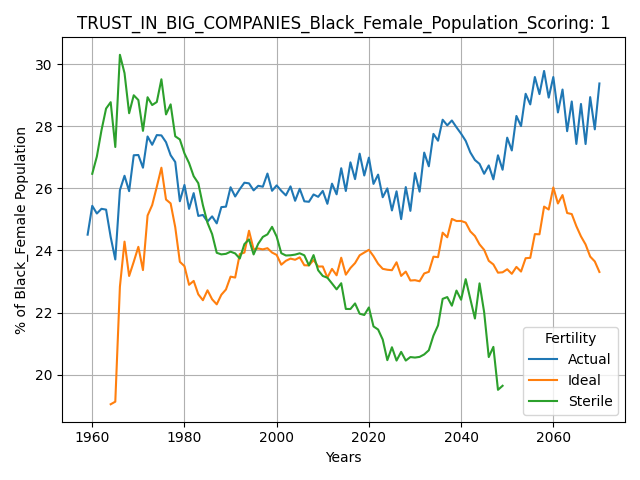 TRUST_IN_BIG_COMPANIES_Black_Female_Population_Scoring: 1
% of Black_Female Population
30
28
26
24
22
20
1960
1980
2000
2020
2040
2060
Years
Fertility
Actual
Ideal
Sterile